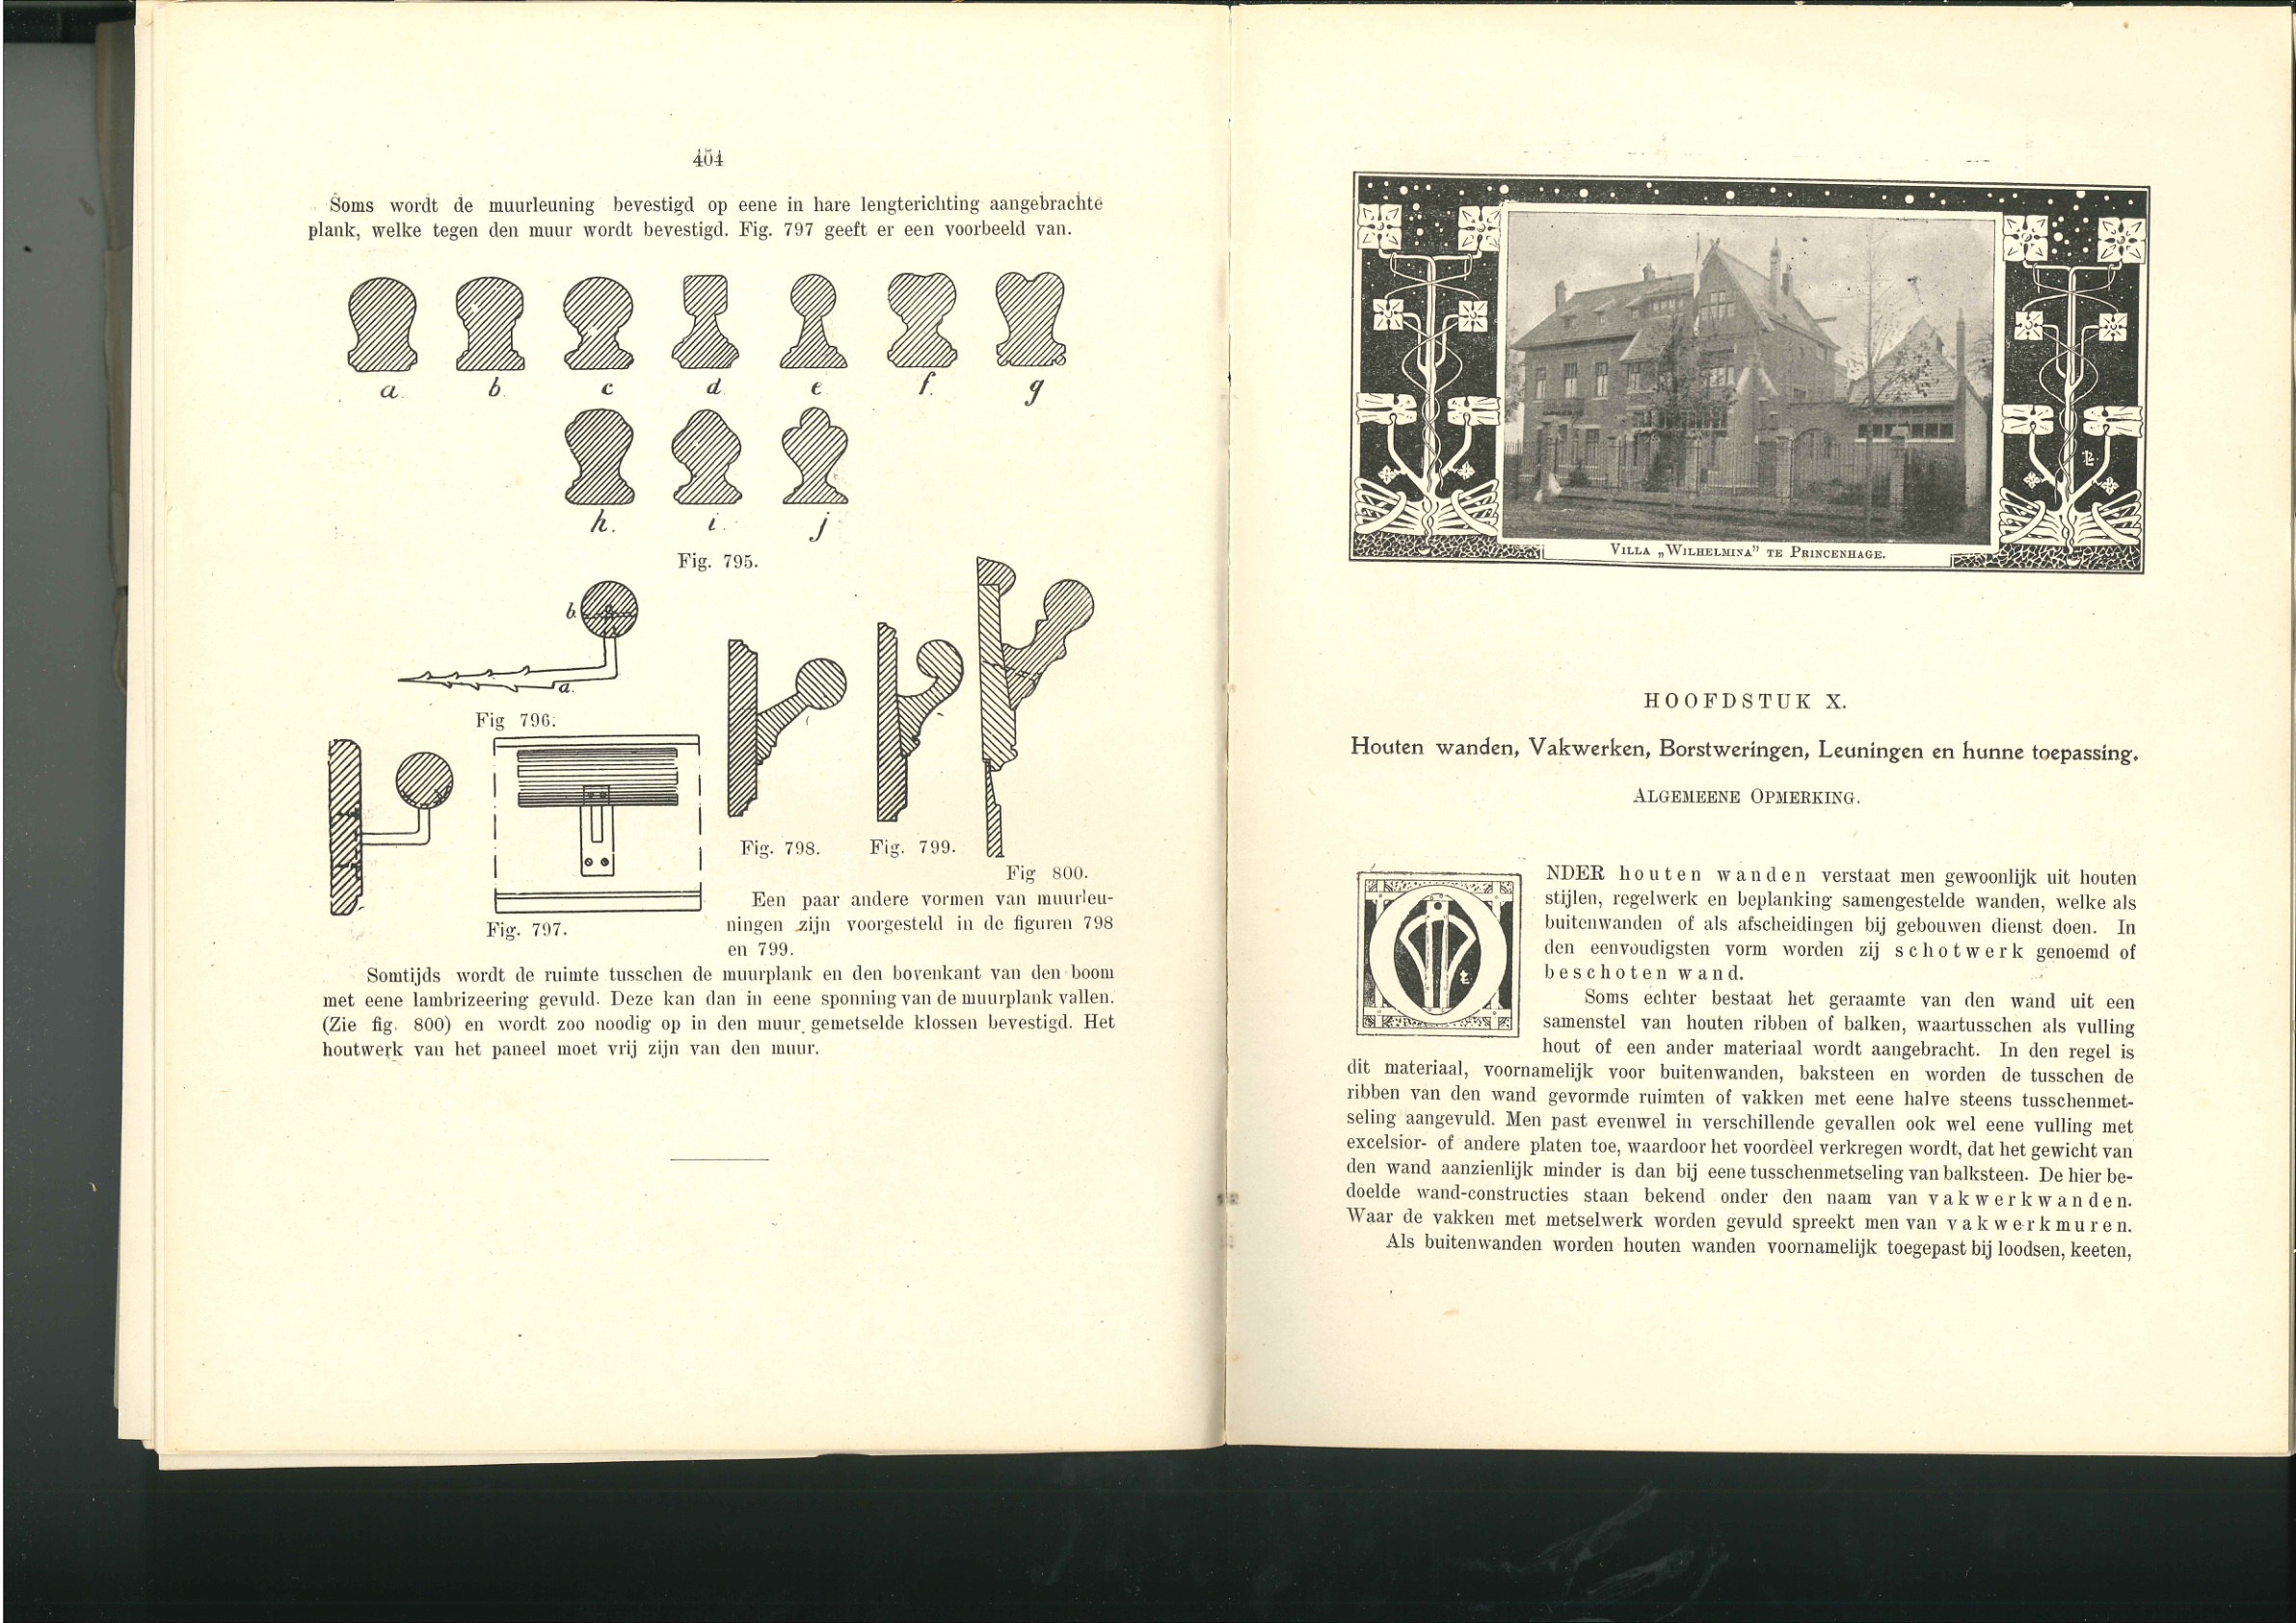 404
Soms wordt de muurleuning bevestigd op eene in hare lengterichting aangebrachte
plank, welke tegen den muur wordt bevestigd. Fig. 797 geeft er een voorbeeld van.
a. b. c d. e f. g
h. i. j
Fig. 795.
b.
a.
Fig 796.
Fig. 797.
Fig. 798.
Fig. 799.
Fig 800.
Een paar andere vormen van muurleu-
ningen zijn voorgesteld in de figuren 798
en 799.
Somtijds wordt de ruimte tusschen de muurplank en den bovenkant van den boom
met eene lambrizeering gevuld. Deze kan dan in eene sponning van de muurplank vallen.
(Zie fig. 800) en wordt zoo noodig op in den muur gemetselde klossen bevestigd. Het
houtwerk van het paneel moet vrij zijn van den muur.
VILLA „WILHELMINA” TE PRINCENHAGE.
HOOFDSTUK X.
Houten wanden, Vakwerken, Borstweringen, Leuningen en hunne toepassing.
ALGEMEENE OPMERKING.
ONDER houten wanden verstaat men gewoonlijk uit houten
stijlen, regelwerk en beplanking samengestelde wanden, welke als
buitenwanden of als afscheidingen bij gebouwen dienst doen. In
den eenvoudigsten vorm worden zij schotwerk genoemd of
beschoten wand.
Soms echter bestaat het geraamte van den wand uit een
samenstel van houten ribben of balken, waartusschen als vulling
hout of een ander materiaal wordt aangebracht. In den regel is
dit materiaal, voornamelijk voor buitenwanden, baksteen en worden de tusschen de
ribben van den wand gevormde ruimten of vakken met eene halve steens tusschenmet-
seling aangevuld. Men past evenwel in verschillende gevallen ook wel eene vulling met
excelsior- of andere platen toe, waardoor het voordeel verkregen wordt, dat het gewicht van
den wand aanzienlijk minder is dan bij eene tusschenmetseling van balksteen. De hier be-
doelde wand-constructies staan bekend onder den naam van vakwerkwanden.
Waar de vakken met metselwerk worden gevuld spreekt men van vakwerkmuren.
Als buitenwanden worden houten wanden voornamelijk toegepast bij loodsen, keeten,